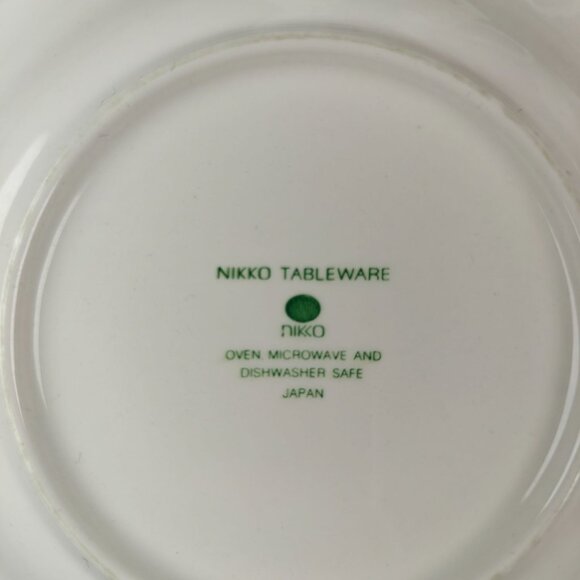 NIKKO TABLEWARE
NIKKO
OVEN, MICROWAVE AND
DISHWASHER SAFE
JAPAN